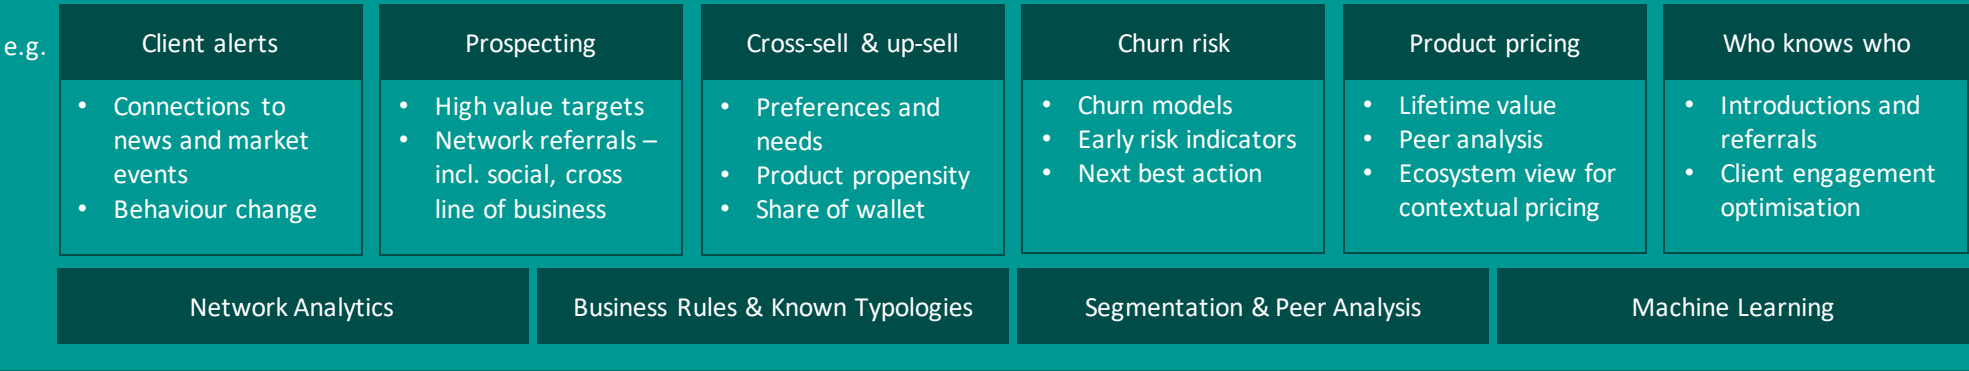 e.g.
Client alerts
• Connections to
news and market
events
• Behaviour change
Prospecting
• High value targets
• Network referrals –
incl. social, cross
line of business
Cross-sell & up-sell
• Preferences and
needs
• Product propensity
• Share of wallet
Churn risk
• Churn models
• Early risk indicators
• Next best action
Product pricing
• Lifetime value
• Peer analysis
• Ecosystem view for
contextual pricing
Who knows who
• Introductions and
referrals
• Client engagement
optimisation
Network Analytics
Business Rules & Known Typologies
Segmentation & Peer Analysis
Machine Learning